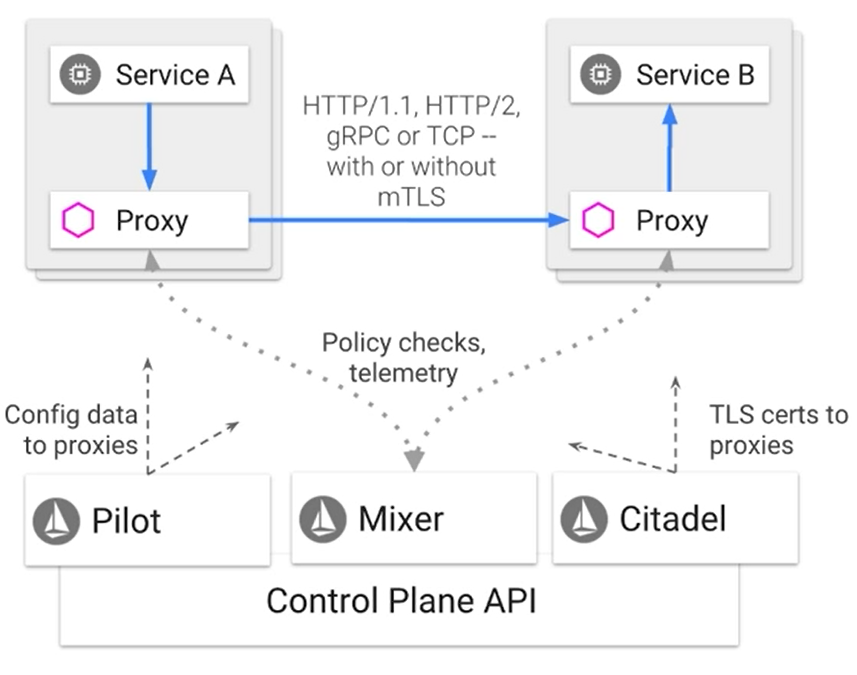 Service A
Service B
HTTP/1.1, HTTP/2,
gRPC or TCP --
with or without
mTLS
Proxy
Proxy
Policy checks,
telemetry
Config data
to proxies
TLS certs to
proxies
Pilot
Mixer
Citadel
Control Plane API